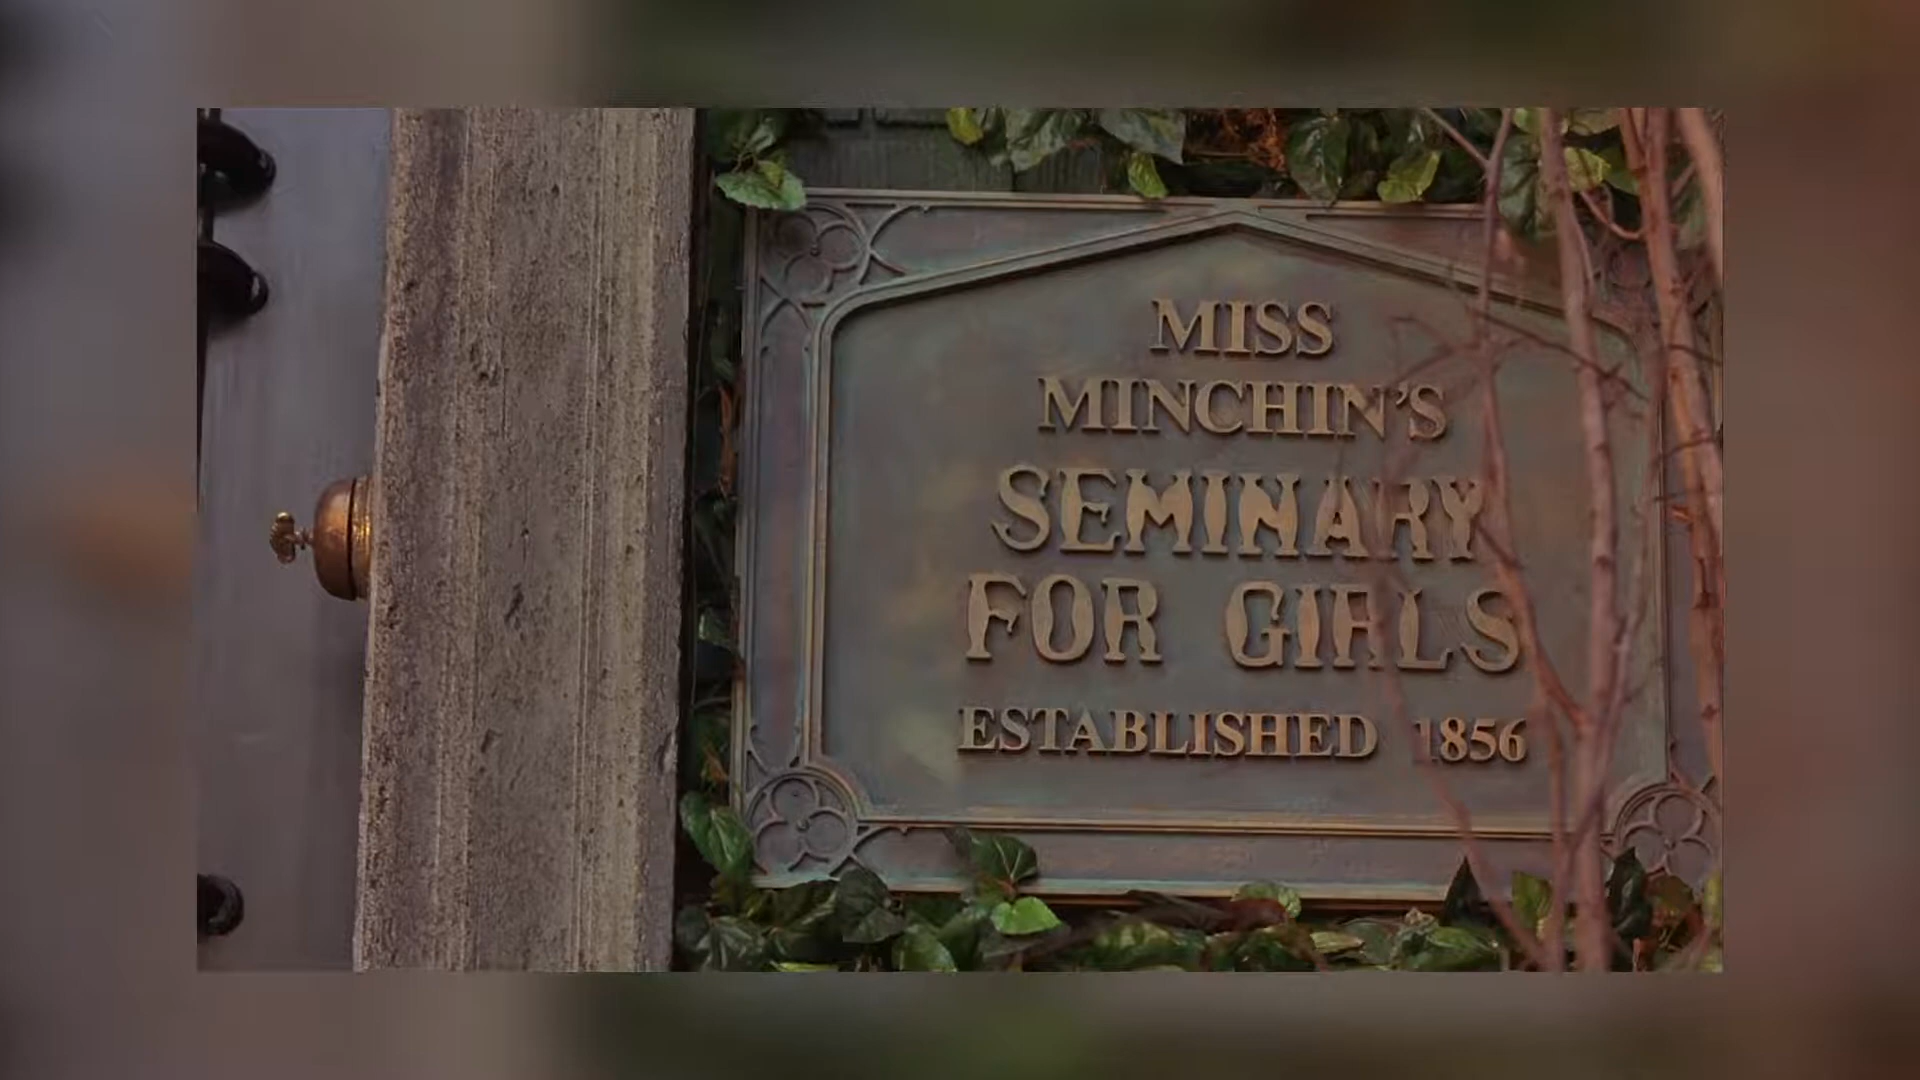 MISS
MINCHIN'S
SEMINARY
FOR GIRLS
ESTABLISHED 1856